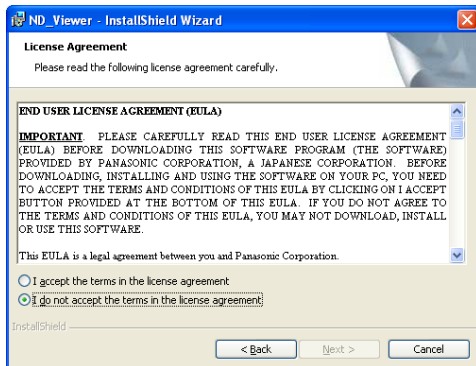 ND_Viewer - InstallShield Wizard
License Agreement
Please read the following license agreement carefully.
END USER LICENSE AGREEMENT (EULA)
IMPORTANT. PLEASE CAREFULLY READ THIS END USER LICENSE AGREEMENT
(EULA) BEFORE DOWNLOADING THIS SOFTWARE PROGRAM (THE SOFTWARE)
PROVIDED BY PANASONIC CORPORATION, A JAPANESE CORPORATION. BEFORE
DOWNLOADING, INSTALLING AND USING THE SOFTWARE ON YOUR PC, YOU NEED
TO ACCEPT THE TERMS AND CONDITIONS OF THIS EULA BY CLICKING ON I ACCEPT
BUTTON PROVIDED AT THE BOTTOM OF THIS EULA. IF YOU DO NOT AGREE TO
THE TERMS AND CONDITIONS OF THIS EULA, YOU MAY NOT DOWNLOAD, INSTALL
OR USE THIS SOFTWARE.
This EULA is a legal agreement between you and Panasonic Corporation.
I accept the terms in the license agreement
I do not accept the terms in the license agreement
InstallShield
< Back
Next >
Cancel